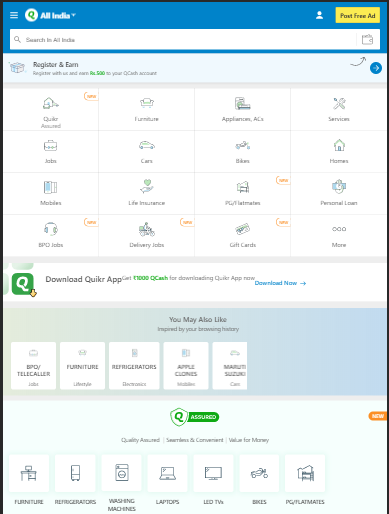 Q All India
Post Free Ad
Search in All India
Register & Earn
Register with us and earn Rs.500 to your QCash account
NEW
Quikr
Assured
Furniture
Appliances, ACs
Services
Jobs
Cars
Bikes
Homes
NEW
Mobiles
Life Insurance
PG/Flatmates
Personal Loan
NEW
NEW
NEW
BPO Jobs
Delivery Jobs
Gift Cards
More
Q
Download Quikr App
Get ₹1000 QCash for downloading Quikr App now
Download Now →
You May Also Like
Inspired by your browsing history
BPO/
TELECALLER
Jobs
FURNITURE
Lifestyle
REFRIGERATORS
Electronics
APPLE
CLONES
Mobiles
MARUTI
SUZUKI
Cars
Q ASSURED
NEW
Quality Assured | Seamless & Convenient | Value for Money
FURNITURE
REFRIGERATORS
WASHING
MACHINES
LAPTOPS
LED TVs
BIKES
PG/FLATMATES